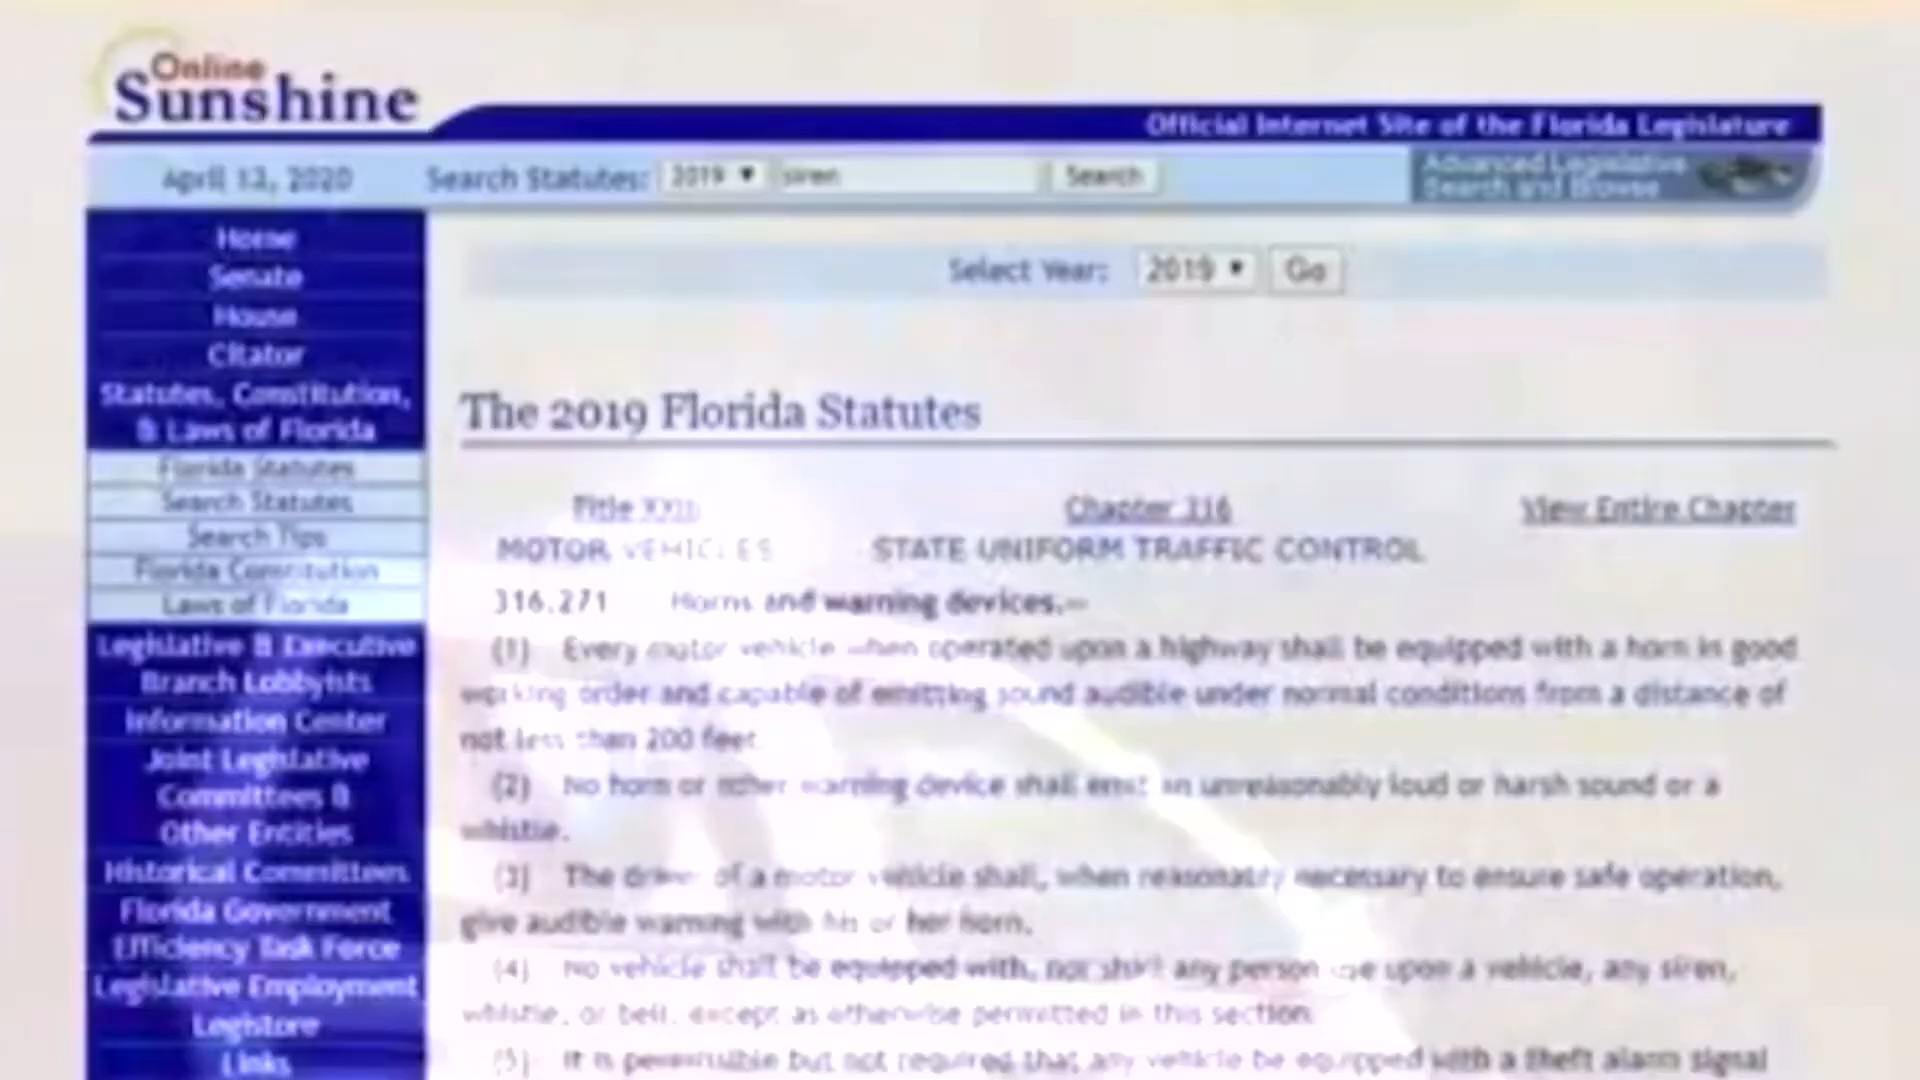 Online
Sunshine
Official Internet Site of the Florida Legislature
April 13, 2020 Search Statutes: 2019 siren Search
Advanced Legislative
Search and Browse
Home
Senate
House
Citator
Statutes, Constitution,
& Laws of Florida
Florida Statutes
Search Statutes
Search Tips
Florida Constitution
Laws of Florida
Legislative & Executive
Branch Lobbyists
Information Center
Joint Legislative
Committees &
Other Entities
Historical Committees
Florida Government
Efficiency Task Force
Legislative Employment
Legistore
Links
Select Year: 2019 Go
The 2019 Florida Statutes
Title XXIII Chapter 316 View Entire Chapter
MOTOR VEHICLES STATE UNIFORM TRAFFIC CONTROL
316.271 Horns and warning devices.—
(1) Every motor vehicle when operated upon a highway shall be equipped with a horn in good
working order and capable of emitting sound audible under normal conditions from a distance of
not less than 200 feet.
(2) No horn or other warning device shall emit an unreasonably loud or harsh sound or a
whistle.
(3) The driver of a motor vehicle shall, when reasonably necessary to ensure safe operation,
give audible warning with his or her horn.
(4) No vehicle shall be equipped with, nor shall any person use upon a vehicle, any siren,
whistle, or bell, except as otherwise permitted in this section.
(5) It is permissible but not required that any vehicle be equipped with a theft alarm signal